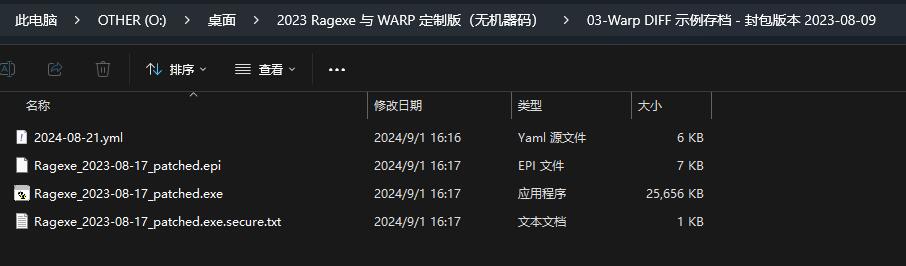 此电脑 OTHER (O:) 桌面 2023 Ragexe 与 WARP 定制版（无机器码） 03-Warp DIFF 示例存档 - 封包版本 2023-08-09
排序 查看 ...
名称 修改日期 类型 大小
2024-08-21.yml 2024/9/1 16:16 Yaml 源文件 6 KB
Ragexe_2023-08-17_patched.epi 2024/9/1 16:17 EPI 文件 7 KB
Ragexe_2023-08-17_patched.exe 2024/9/1 16:17 应用程序 25,656 KB
Ragexe_2023-08-17_patched.exe.secure.txt 2024/9/1 16:17 文本文档 1 KB